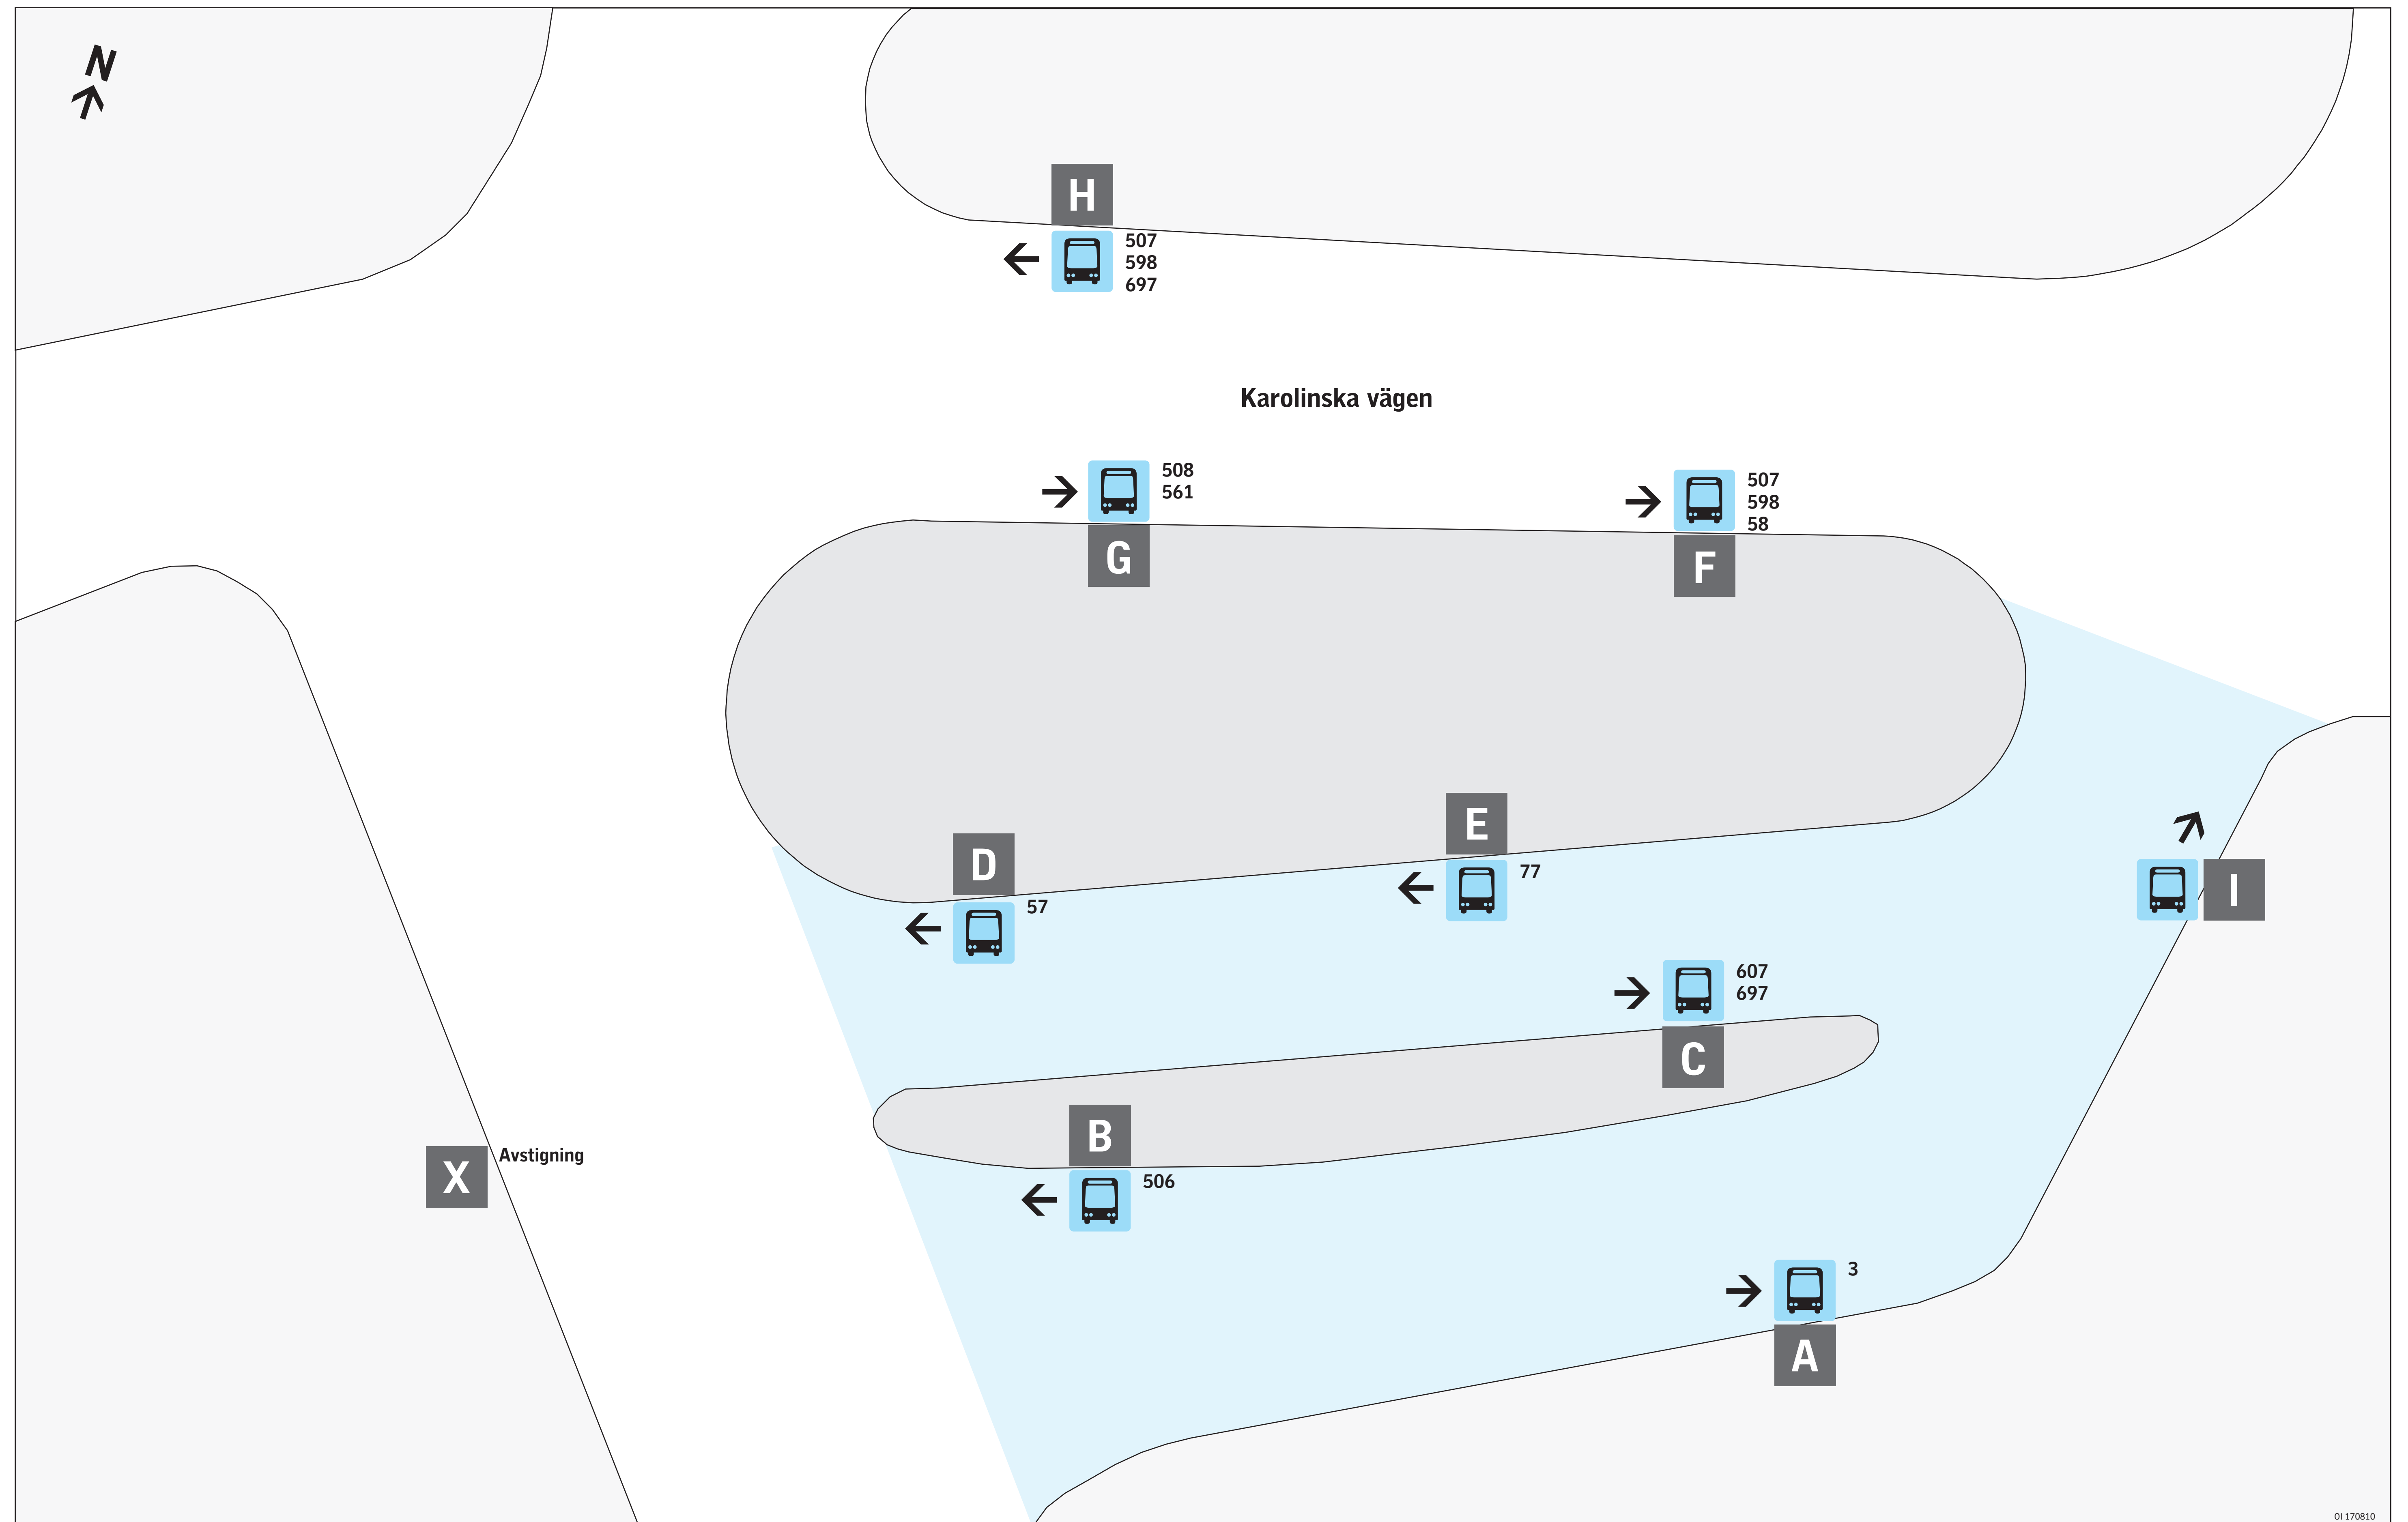 N
H
507
598
697
Karolinska vägen
508
561
G
507
598
58
F
E
77
D
57
I
607
697
C
B
506
X
Avstigning
3
A
OI 170810